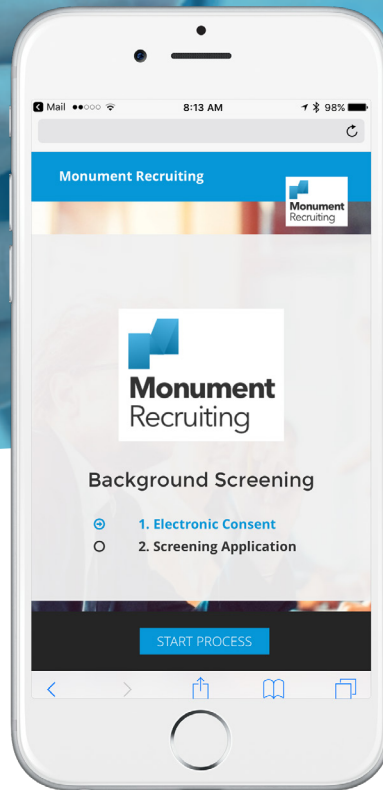 Mail
8:13 AM
98%
Monument Recruiting
Monument
Recruiting
Monument
Recruiting
Background Screening
1. Electronic Consent
2. Screening Application
START PROCESS